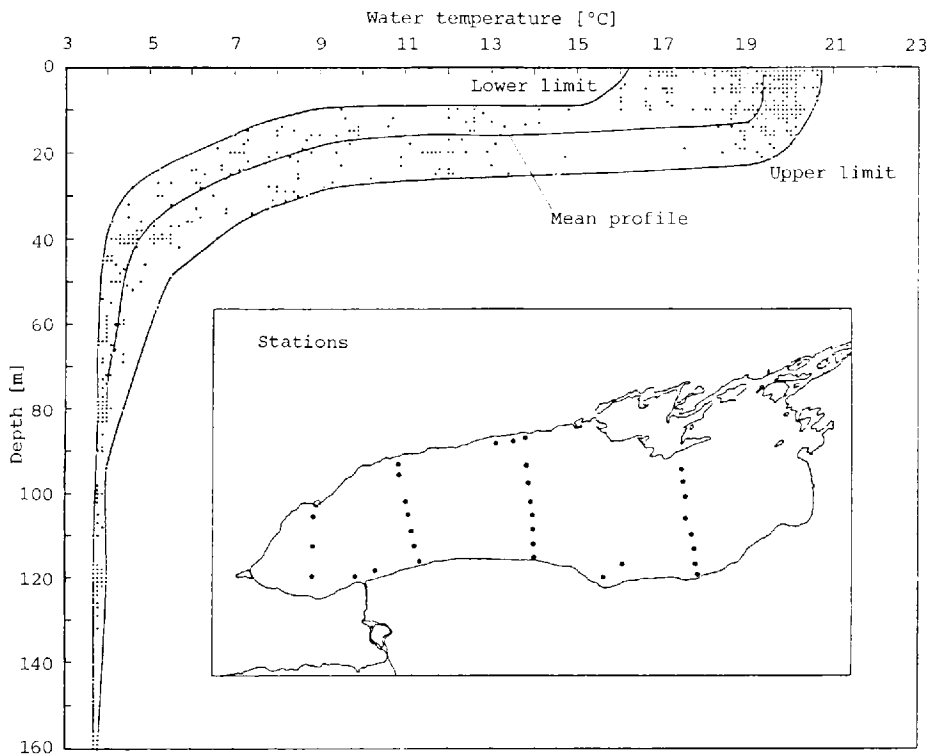 Water temperature [°C]
3 5 7 9 11 13 15 17 19 21 23
0
Lower limit
20
Upper limit
Mean profile
40
60
Stations
Depth [m]
80
100
120
140
160